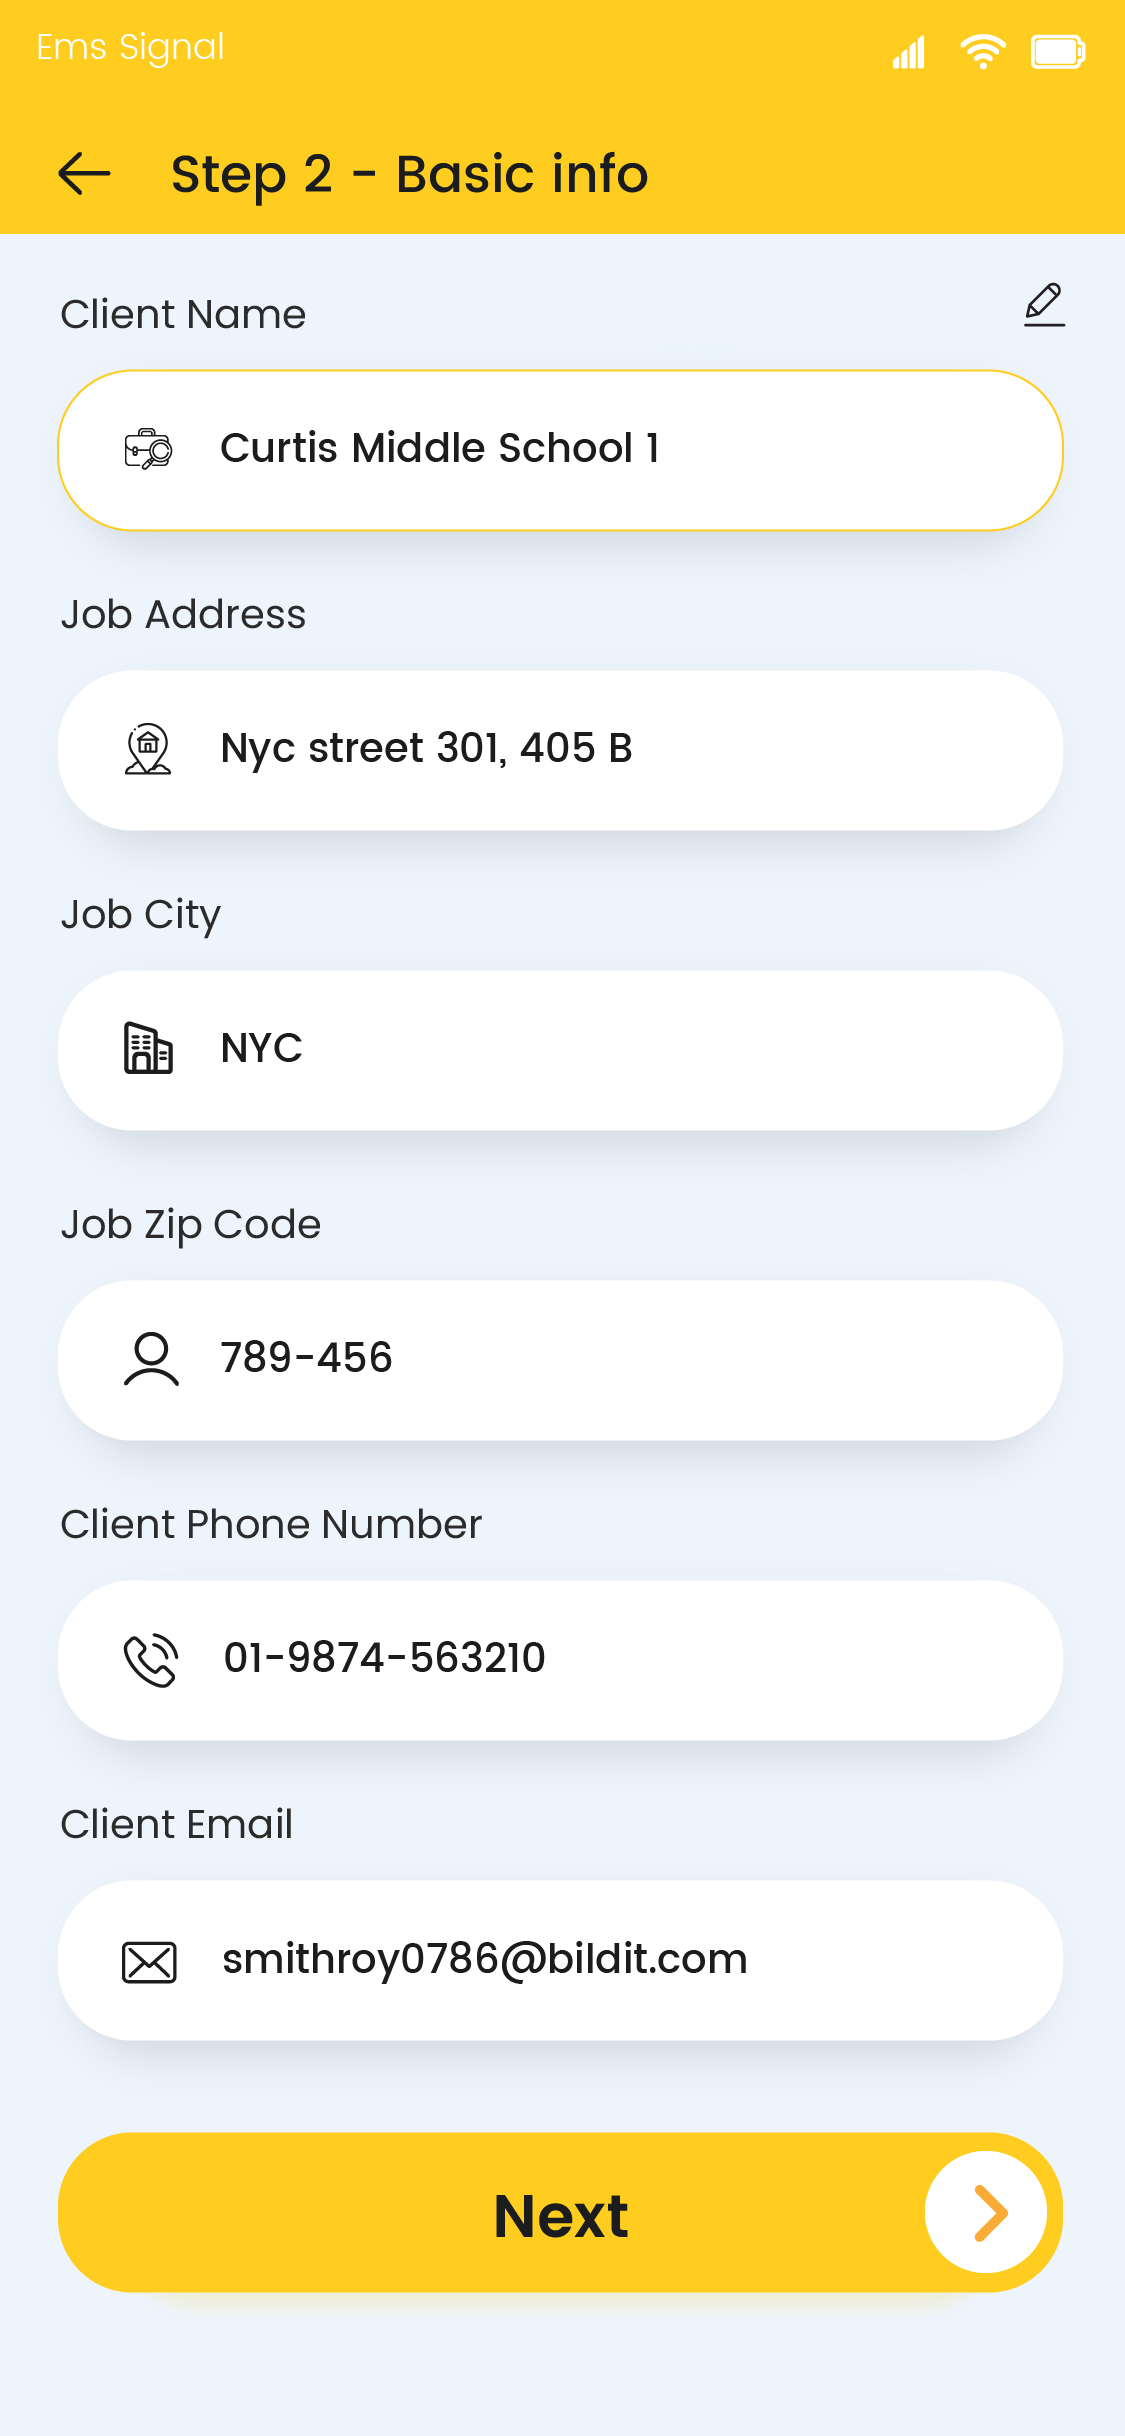 Ems Signal
Step 2 - Basic info
Client Name
Curtis Middle School 1
Job Address
Nyc street 301, 405 B
Job City
NYC
Job Zip Code
789-456
Client Phone Number
01-9874-563210
Client Email
smithroy0786@bildit.com
Next